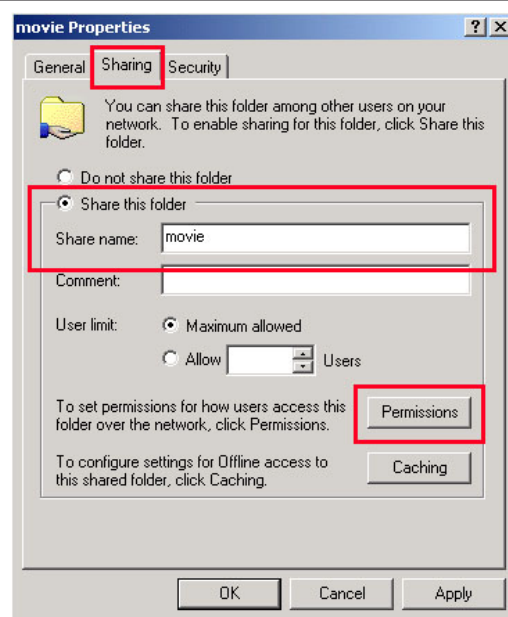 movie Properties
? X
General Sharing Security
You can share this folder among other users on your
network. To enable sharing for this folder, click Share this
folder.
Do not share this folder
Share this folder
Share name: movie
Comment:
User limit: Maximum allowed
Allow Users
To set permissions for how users access this
folder over the network, click Permissions.
Permissions
To configure settings for Offline access to
this shared folder, click Caching.
Caching
OK Cancel Apply